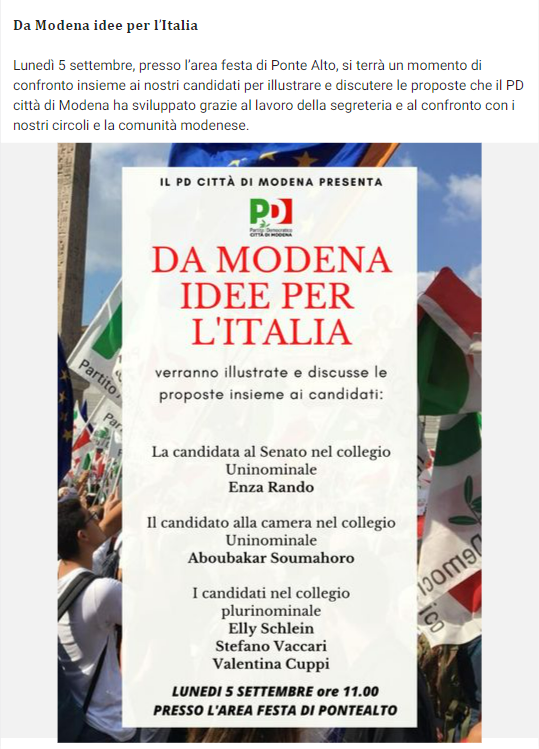 Da Modena idee per l'Italia
Lunedì 5 settembre, presso l'area festa di Ponte Alto, si terrà un momento di
confronto insieme ai nostri candidati per illustrare e discutere le proposte che il PD
città di Modena ha sviluppato grazie al lavoro della segreteria e al confronto con i
nostri circoli e la comunità modenese.
IL PD CITTÀ DI MODENA PRESENTA
PD
Partito Democratico
CITTÀ DI MODENA
DA MODENA
IDEE PER
L'ITALIA
verranno illustrate e discusse le
proposte insieme ai candidati:
La candidata al Senato nel collegio
Uninominale
Enza Rando
Il candidato alla camera nel collegio
Uninominale
Aboubakar Soumahoro
I candidati nel collegio
plurinominale
Elly Schlein
Stefano Vaccari
Valentina Cuppi
LUNEDI 5 SETTEMBRE ore 11.00
PRESSO L'AREA FESTA DI PONTEALTO
Partito